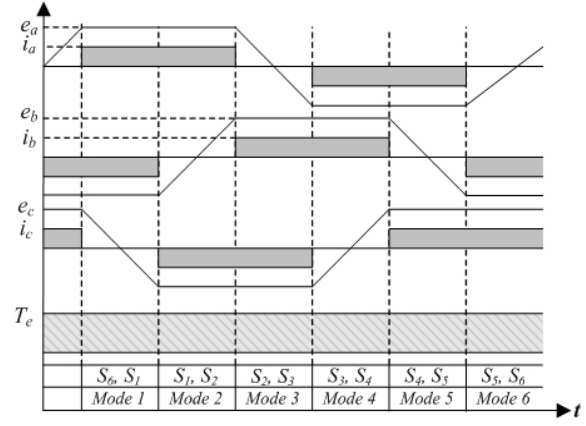 e_a
i_a
e_b
i_b
e_c
i_c
T_e
S_6, S_1 S_1, S_2 S_2, S_3 S_3, S_4 S_4, S_5 S_5, S_6
Mode 1 Mode 2 Mode 3 Mode 4 Mode 5 Mode 6
t